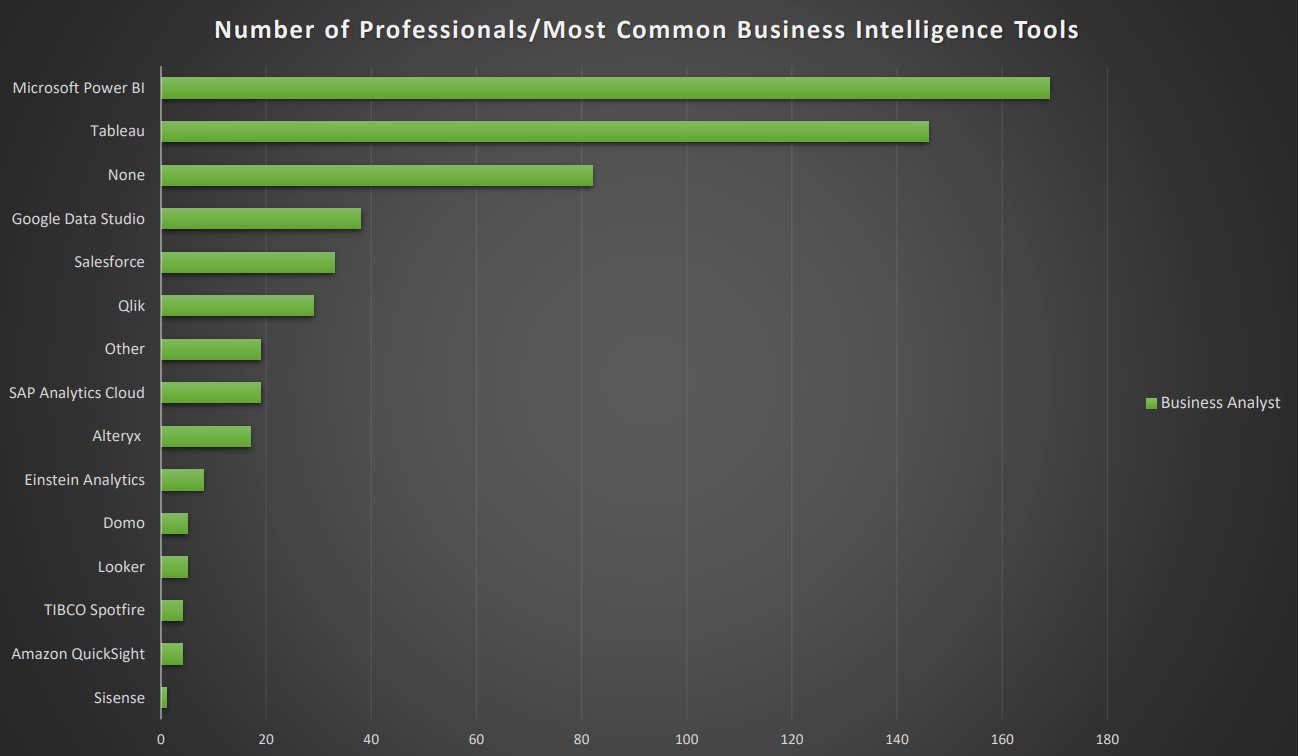 Number of Professionals/Most Common Business Intelligence Tools
Microsoft Power BI
Tableau
None
Google Data Studio
Salesforce
Qlik
Other
SAP Analytics Cloud
Alteryx
Einstein Analytics
Domo
Looker
TIBCO Spotfire
Amazon QuickSight
Sisense
0 20 40 60 80 100 120 140 160 180
Business Analyst